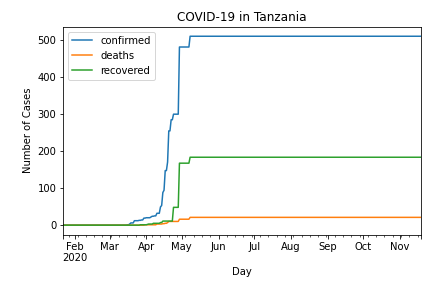 COVID-19 in Tanzania
confirmed
deaths
recovered
Number of Cases
500
400
300
200
100
0
Feb Mar Apr May Jun Jul Aug Sep Oct Nov
2020
Day